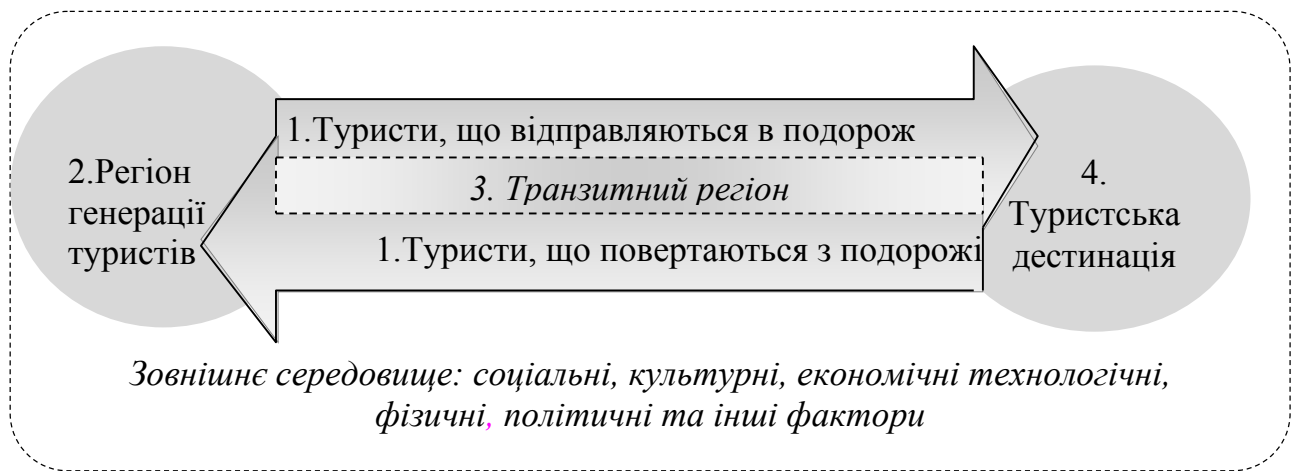 1.Туристи, що відправляються в подорож
2.Регіон
генерації
туристів
3. Транзитний регіон
4.
Туристська
дестинація
1.Туристи, що повертаються з подорожі
Зовнішнє середовище: соціальні, культурні, економічні технологічні,
фізичні, політичні та інші фактори